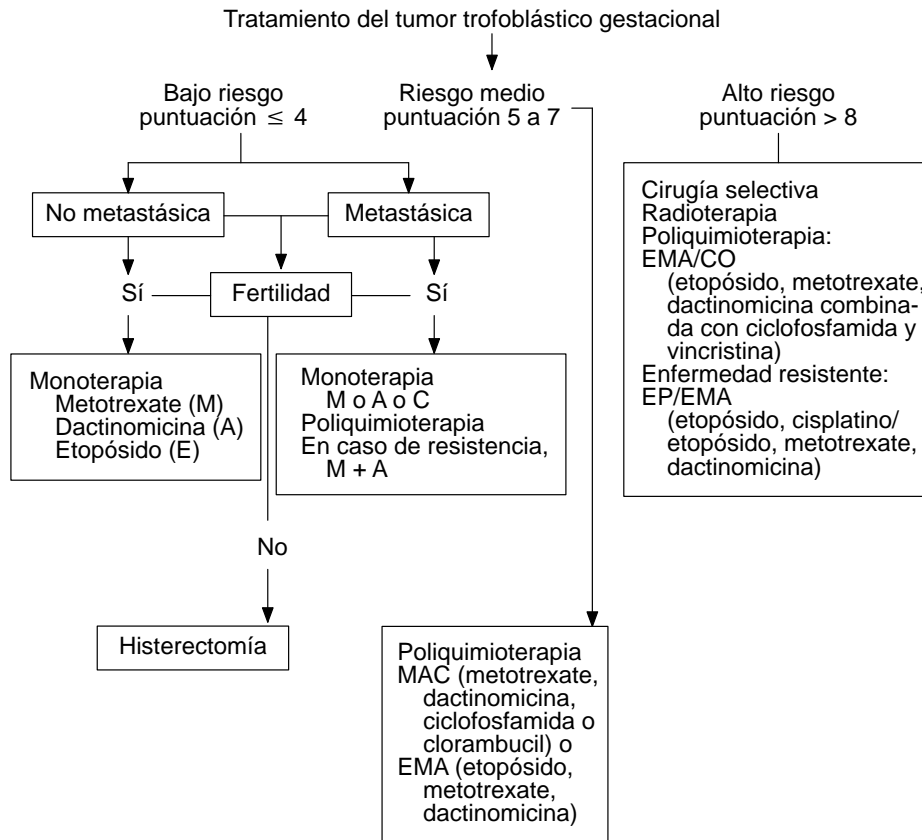 Tratamiento del tumor trofoblástico gestacional
Bajo riesgo
puntuación ≤ 4
Riesgo medio
puntuación 5 a 7
Alto riesgo
puntuación > 8
No metastásica
Metastásica
Cirugía selectiva
Radioterapia
Poliquimioterapia:
EMA/CO
(etopósido, metotrexate,
dactinomicina combina-
da con ciclofosfamida y
vincristina)
Enfermedad resistente:
EP/EMA
(etopósido, cisplatino/
etopósido, metotrexate,
dactinomicina)
Sí
Fertilidad
Sí
Monoterapia
Metotrexate (M)
Dactinomicina (A)
Etopósido (E)
Monoterapia
M o A o C
Poliquimioterapia
En caso de resistencia,
M + A
No
Histerectomía
Poliquimioterapia
MAC (metotrexate,
dactinomicina,
ciclofosfamida o
clorambucil) o
EMA (etopósido,
metotrexate,
dactinomicina)